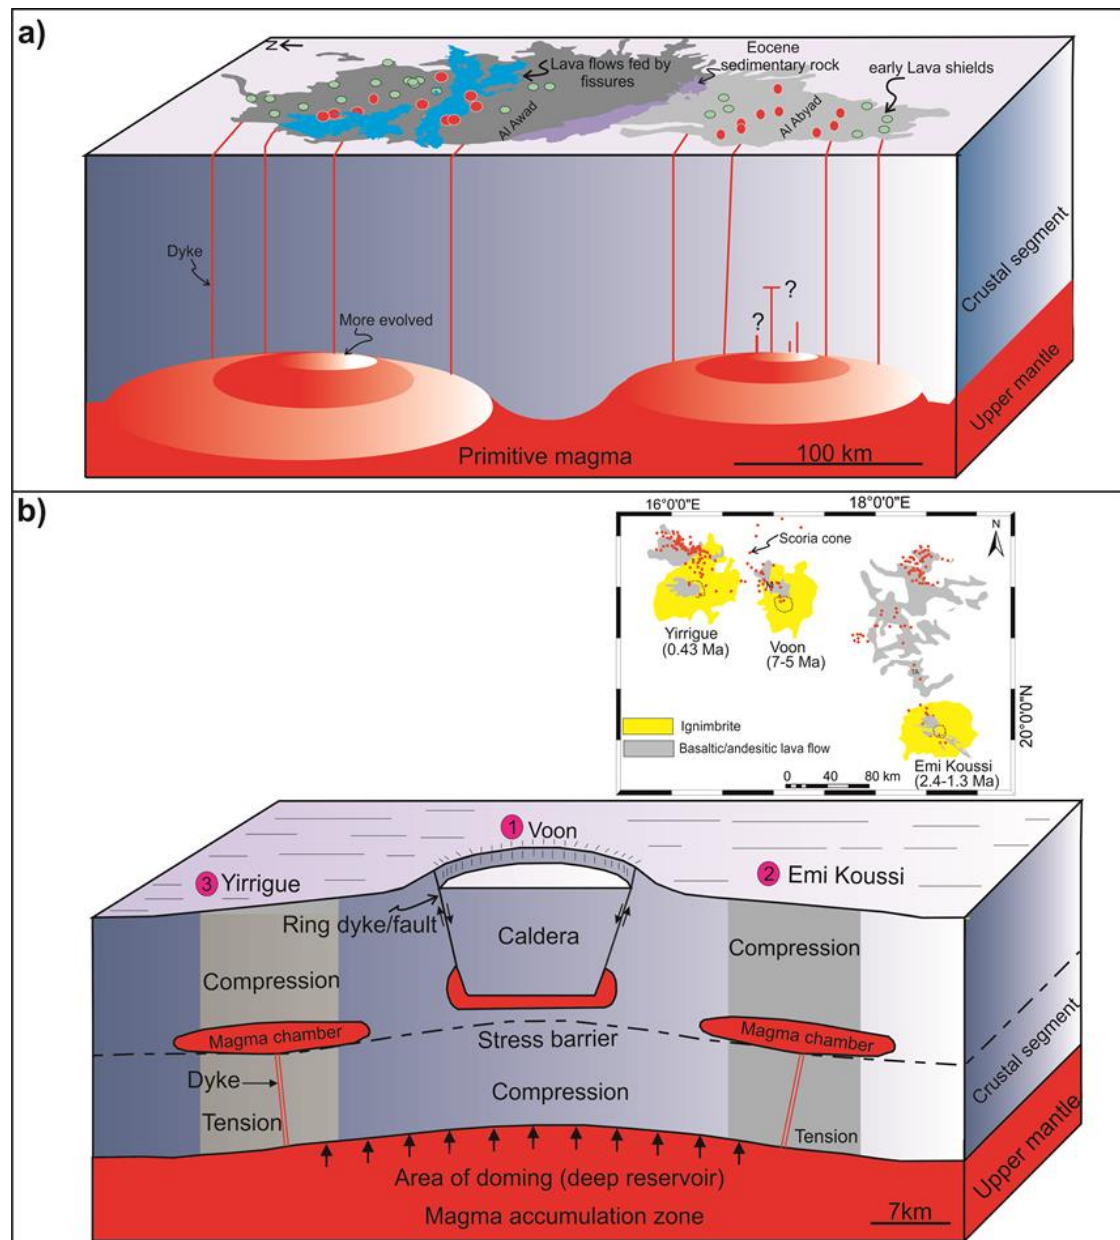 a)
N
Lava flows fed by
fissures
Eocene
sedimentary rock
early Lava shields
Al Awad
Al Abyad
Dyke
More evolved
?
?
Crustal segment
Upper mantle
Primitive magma
100 km
b)
16°0'0"E
18°0'0"E
N
Scoria cone
Yirrigue
(0.43 Ma)
Voon
(7-5 Ma)
20°0'0"N
Ignimbrite
Basaltic/andesitic lava flow
Emi Koussi
(2.4-1.3 Ma)
0 40 80 km
1 Voon
3 Yirrigue
2 Emi Koussi
Ring dyke/fault
Caldera
Compression
Compression
Magma chamber
Magma chamber
Stress barrier
Dyke
Compression
Tension
Tension
Crustal segment
Upper mantle
Area of doming (deep reservoir)
Magma accumulation zone
7km